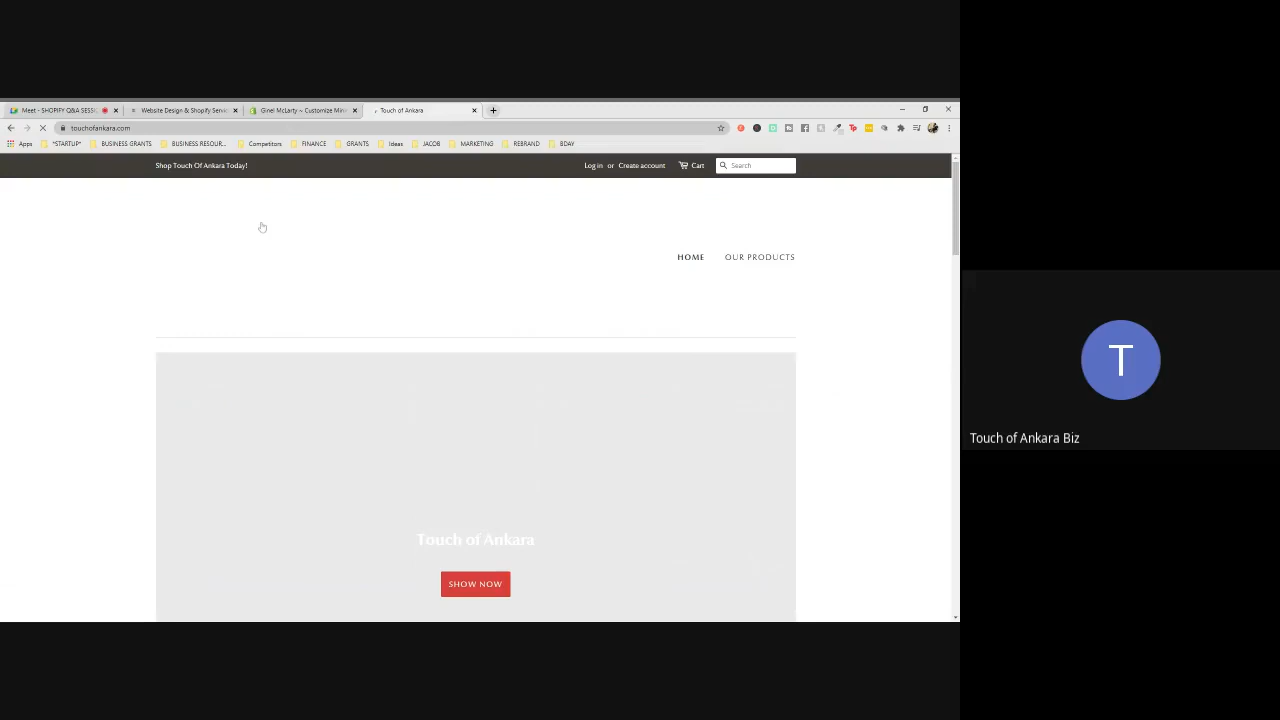 Meet - SHOPIFY Q&A SESSI
Website Design & Shopify Servi
Ginel McLarty ~ Customize Mini
Touch of Ankara
touchofankara.com
Apps
*STARTUP*
BUSINESS GRANTS
BUSINESS RESOUR...
Competitors
FINANCE
GRANTS
Ideas
JACOB
MARKETING
REBRAND
BDAY
Shop Touch Of Ankara Today!
Log in or Create account
Cart
Search
HOME
OUR PRODUCTS
Touch of Ankara
SHOW NOW
T
Touch of Ankara Biz